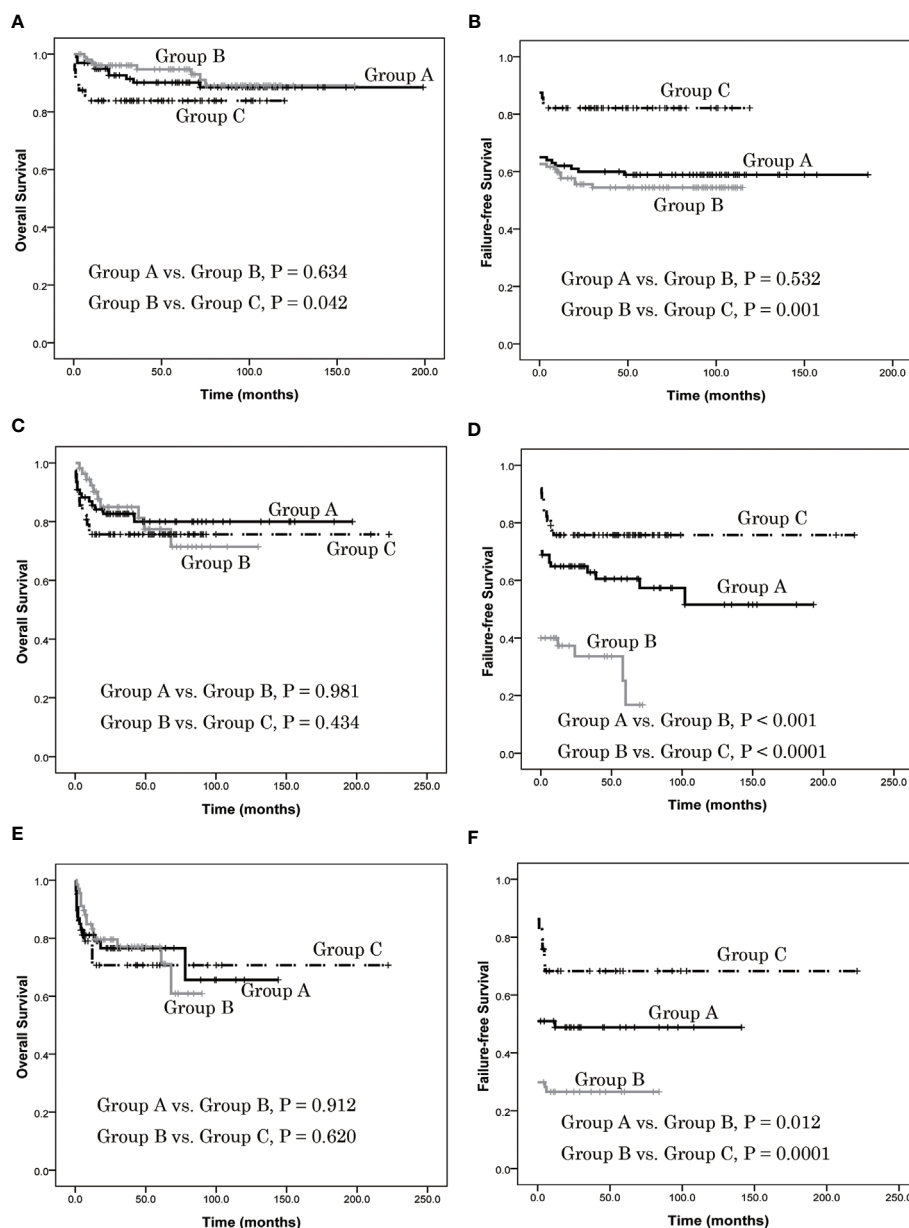 A
Overall Survival
1.0
0.8
0.6
0.4
0.2
0.0
Group B
Group A
Group C
Group A vs. Group B, P = 0.634
Group B vs. Group C, P = 0.042
0.0 50.0 100.0 150.0 200.0
Time (months)
B
Failure-free Survival
1.0
0.8
0.6
0.4
0.2
0.0
Group C
Group A
Group B
Group A vs. Group B, P = 0.532
Group B vs. Group C, P = 0.001
0.0 50.0 100.0 150.0 200.0
Time (months)
C
Overall Survival
1.0
0.8
0.6
0.4
0.2
0.0
Group A
Group C
Group B
Group A vs. Group B, P = 0.981
Group B vs. Group C, P = 0.434
0.0 50.0 100.0 150.0 200.0 250.0
Time (months)
D
Failure-free Survival
1.0
0.8
0.6
0.4
0.2
0.0
Group C
Group A
Group B
Group A vs. Group B, P < 0.001
Group B vs. Group C, P < 0.0001
0.0 50.0 100.0 150.0 200.0 250.0
Time (months)
E
Overall Survival
1.0
0.8
0.6
0.4
0.2
0.0
Group C
Group A
Group B
Group A vs. Group B, P = 0.912
Group B vs. Group C, P = 0.620
0.0 50.0 100.0 150.0 200.0 250.0
Time (months)
F
Failure-free Survival
1.0
0.8
0.6
0.4
0.2
0.0
Group C
Group A
Group B
Group A vs. Group B, P = 0.012
Group B vs. Group C, P = 0.0001
0.0 50.0 100.0 150.0 200.0 250.0
Time (months)